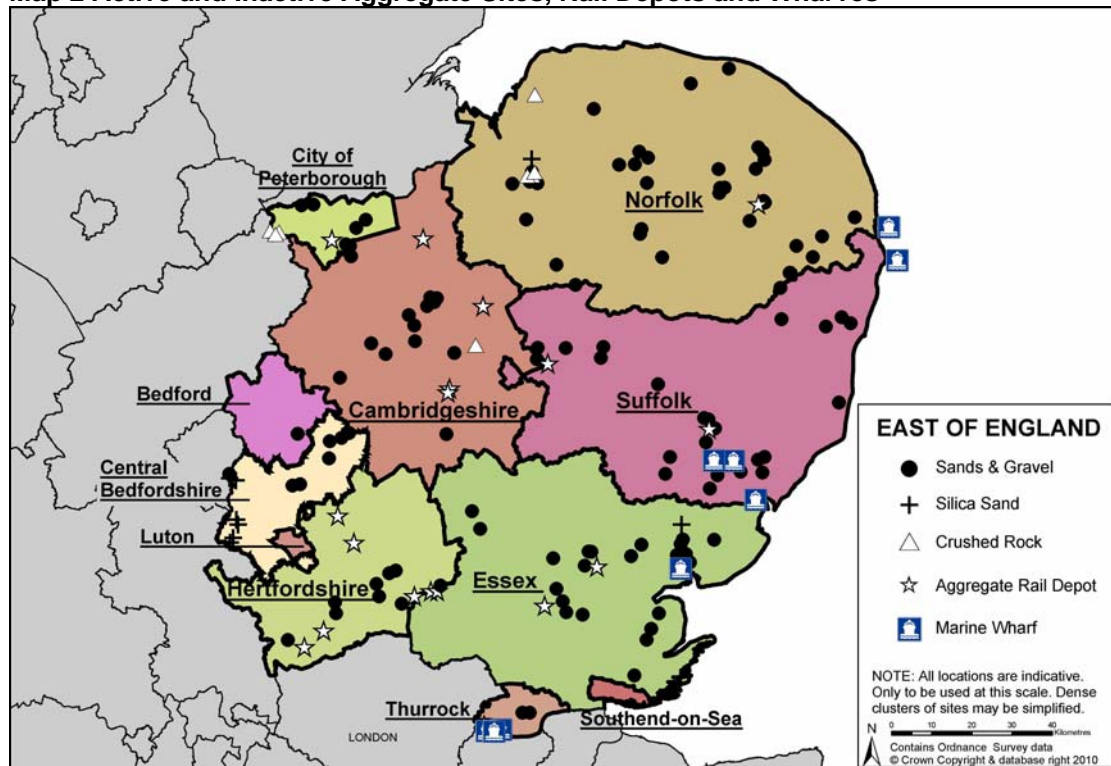 Map 2 Active and Inactive Aggregate Sites, Rail Depots and Wharves
City of
Peterborough
Norfolk
Bedford
Cambridgeshire
Suffolk
Central
Bedfordshire
Luton
Hertfordshire
Essex
Thurrock
Southend-on-Sea
LONDON
EAST OF ENGLAND
Sands & Gravel
Silica Sand
Crushed Rock
Aggregate Rail Depot
Marine Wharf
NOTE: All locations are indicative.
Only to be used at this scale. Dense
clusters of sites may be simplified.
N
0 10 20 30 40
Kilometres
Contains Ordnance Survey data
© Crown Copyright & database right 2010